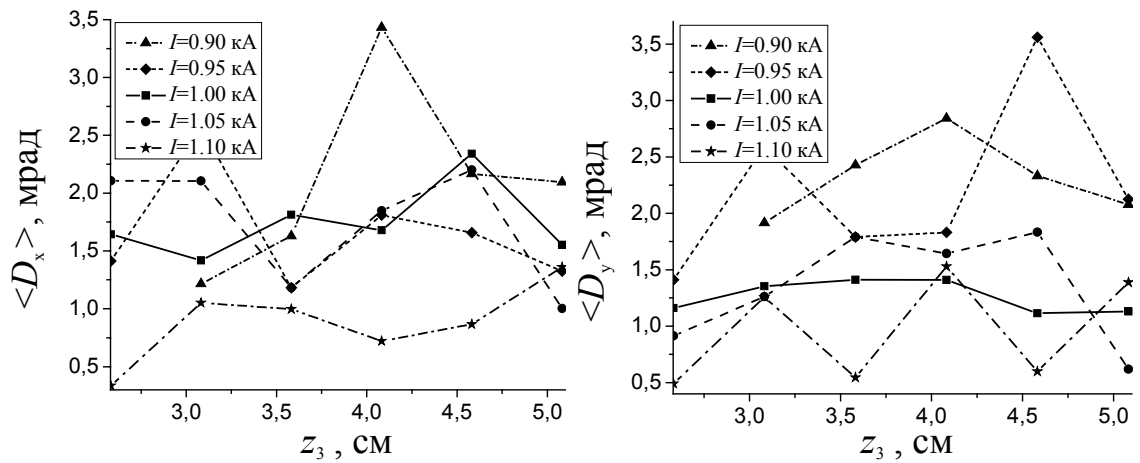 <D_x>, мрад
3,5
3,0
2,5
2,0
1,5
1,0
0,5
I=0.90 кА
I=0.95 кА
I=1.00 кА
I=1.05 кА
I=1.10 кА
3,0 3,5 4,0 4,5 5,0
z_3 , см
<D_y>, мрад
3,5
3,0
2,5
2,0
1,5
1,0
0,5
I=0.90 кА
I=0.95 кА
I=1.00 кА
I=1.05 кА
I=1.10 кА
3,0 3,5 4,0 4,5 5,0
z_3 , см